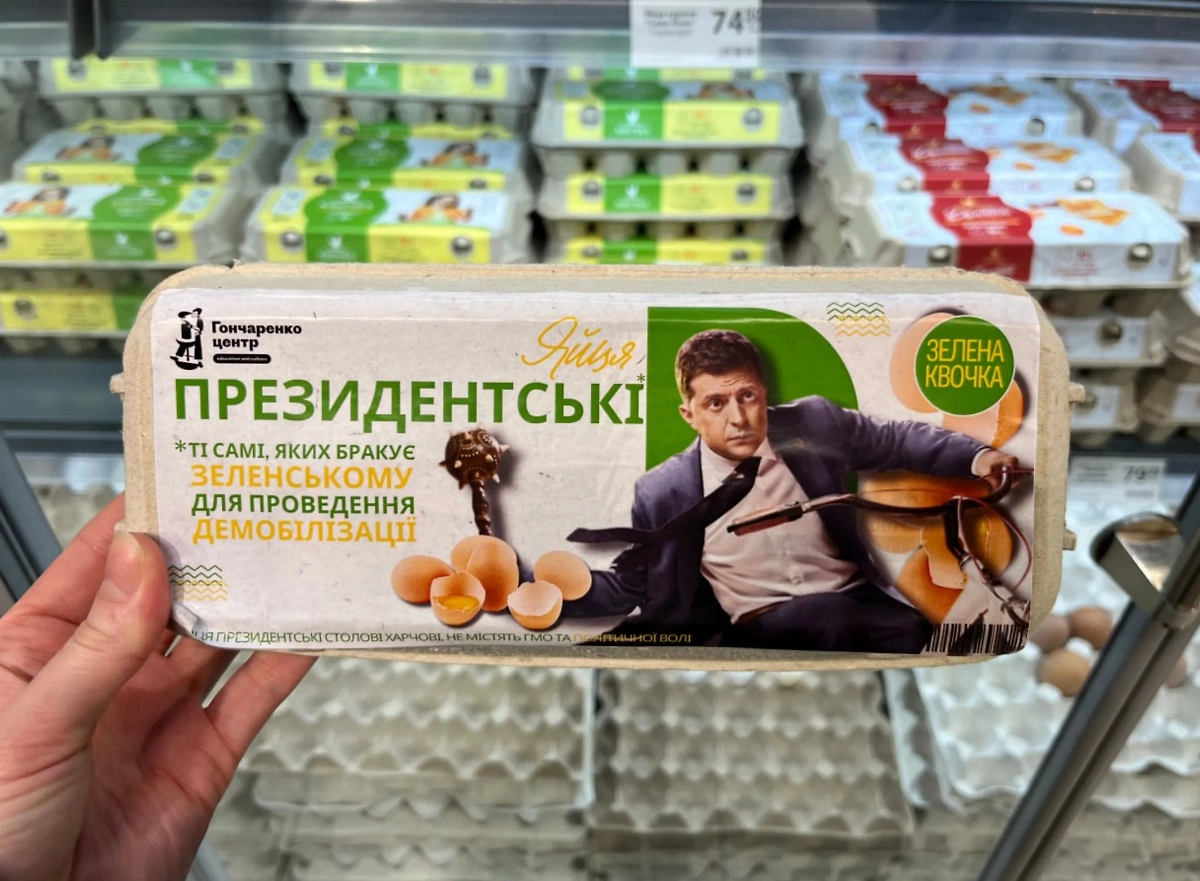 74
Гончаренко
центр
education and culture
Яйця
ПРЕЗИДЕНТСЬКІ*
*ТІ САМІ, ЯКИХ БРАКУЄ
ЗЕЛЕНСЬКОМУ
ДЛЯ ПРОВЕДЕННЯ
ДЕМОБІЛІЗАЦІЇ
ЗЕЛЕНА
КВОЧКА
ПРЕЗИДЕНТСЬКІ СТОЛОВІ ХАРЧОВІ, НЕ МІСТЯТЬ ГМО ТА ПОЛІТИЧНОЇ ВОЛІ
79